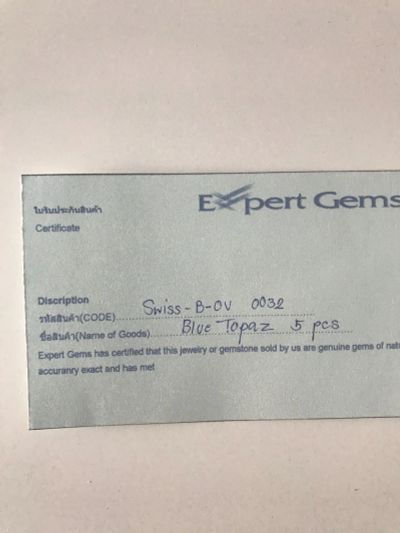 ใบรับประกันสินค้า
Expert Gems
Certificate
Discription
รหัสสินค้า(CODE) Swiss-B-OV 0032
ชื่อสินค้า(Name of Goods) Blue Topaz 5 pcs
Expert Gems has certified that this jewelry or gemstone sold by us are genuine gems of
accuranry exact and has met